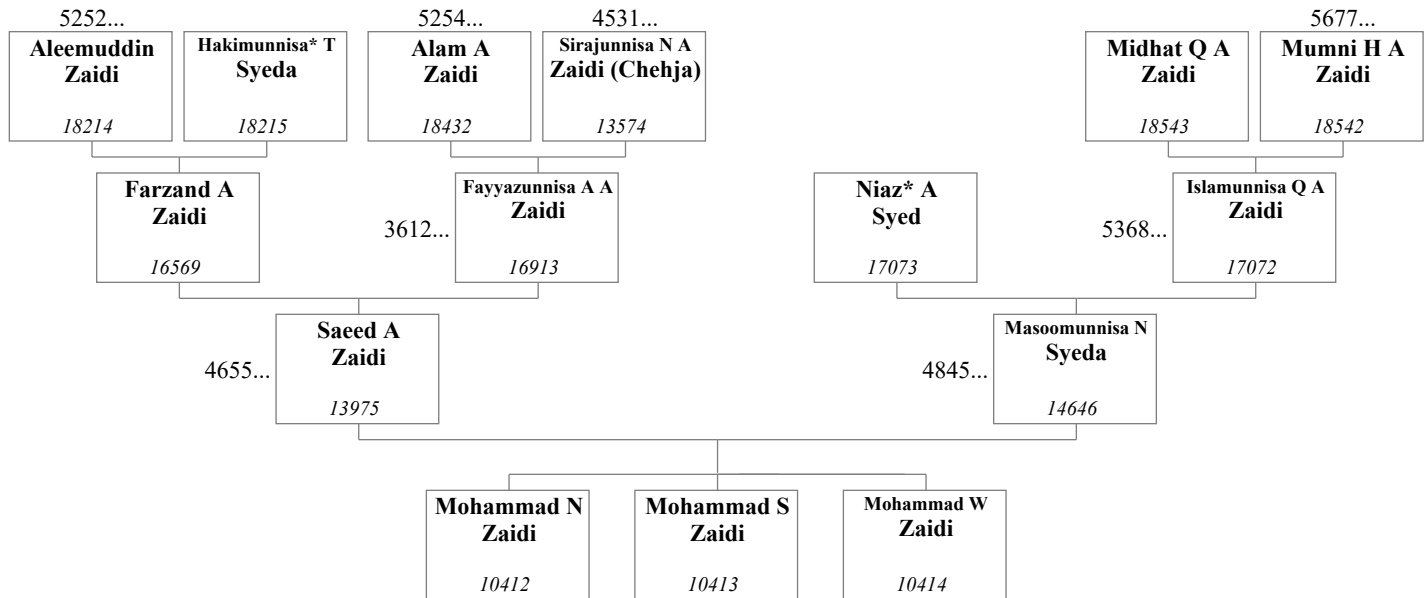 5252...
5254...
4531...
5677...
Aleemuddin
Zaidi
18214
Hakimunnisa* T
Syeda
18215
Alam A
Zaidi
18432
Sirajunnisa N A
Zaidi (Chehja)
13574
Midhat Q A
Zaidi
18543
Mumni H A
Zaidi
18542
Farzand A
Zaidi
16569
3612...
Fayyazunnisa A A
Zaidi
16913
Niaz* A
Syed
17073
5368...
Islamunnisa Q A
Zaidi
17072
4655...
Saeed A
Zaidi
13975
4845...
Masoomunnisa N
Syeda
14646
Mohammad N
Zaidi
10412
Mohammad S
Zaidi
10413
Mohammad W
Zaidi
10414